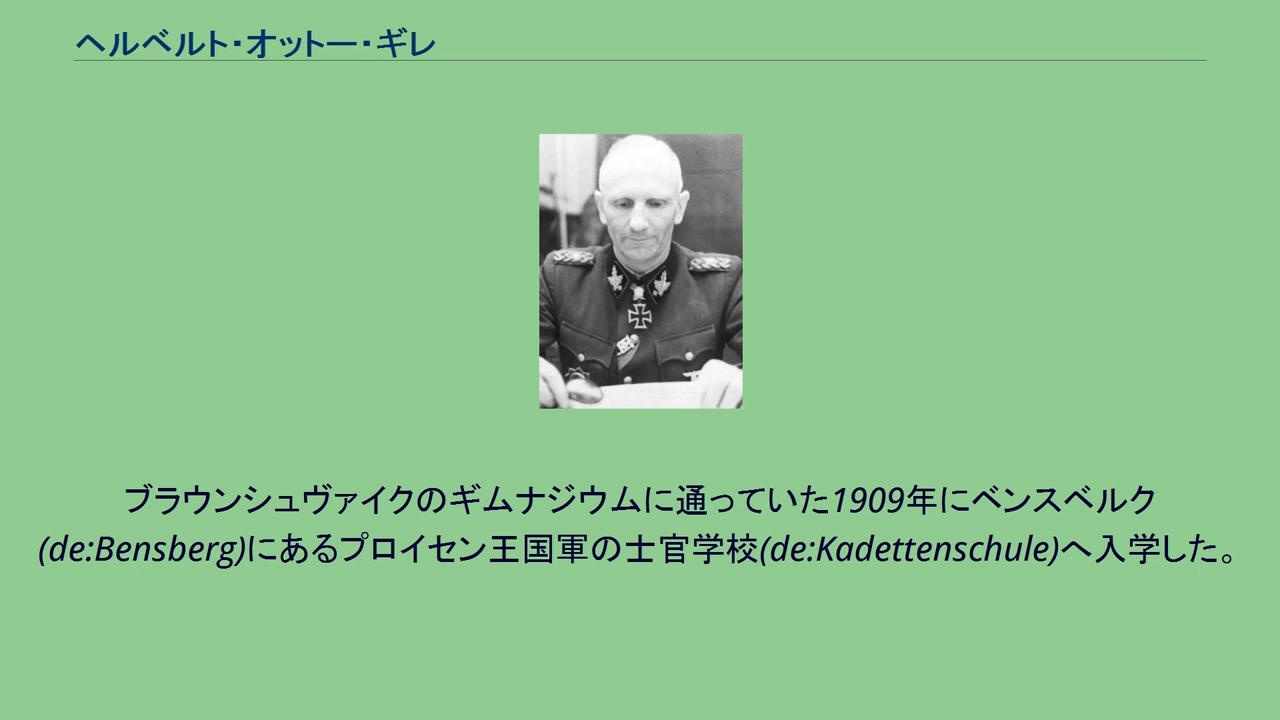 ヘルベルト・オットー・ギレ
ブラウンシュヴァイクのギムナジウムに通っていた1909年にベンスベルク
(de:Bensberg)にあるプロイセン王国軍の士官学校(de:Kadettenschule)へ入学した。